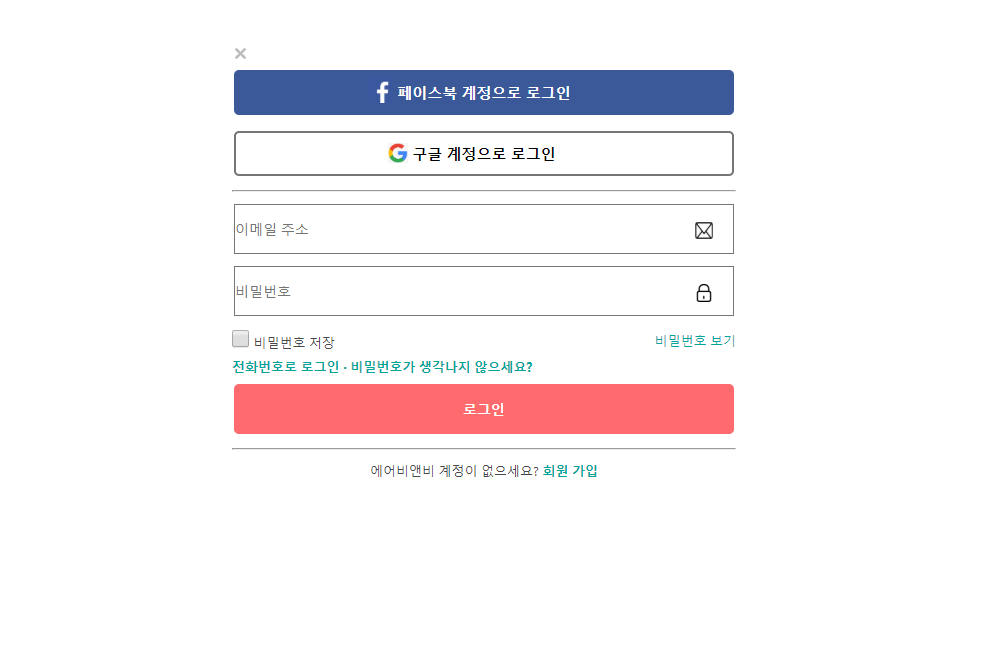 ×
페이스북 계정으로 로그인
구글 계정으로 로그인
이메일 주소
비밀번호
비밀번호 저장 비밀번호 보기
전화번호로 로그인 · 비밀번호가 생각나지 않으세요?
로그인
에어비앤비 계정이 없으세요? 회원 가입